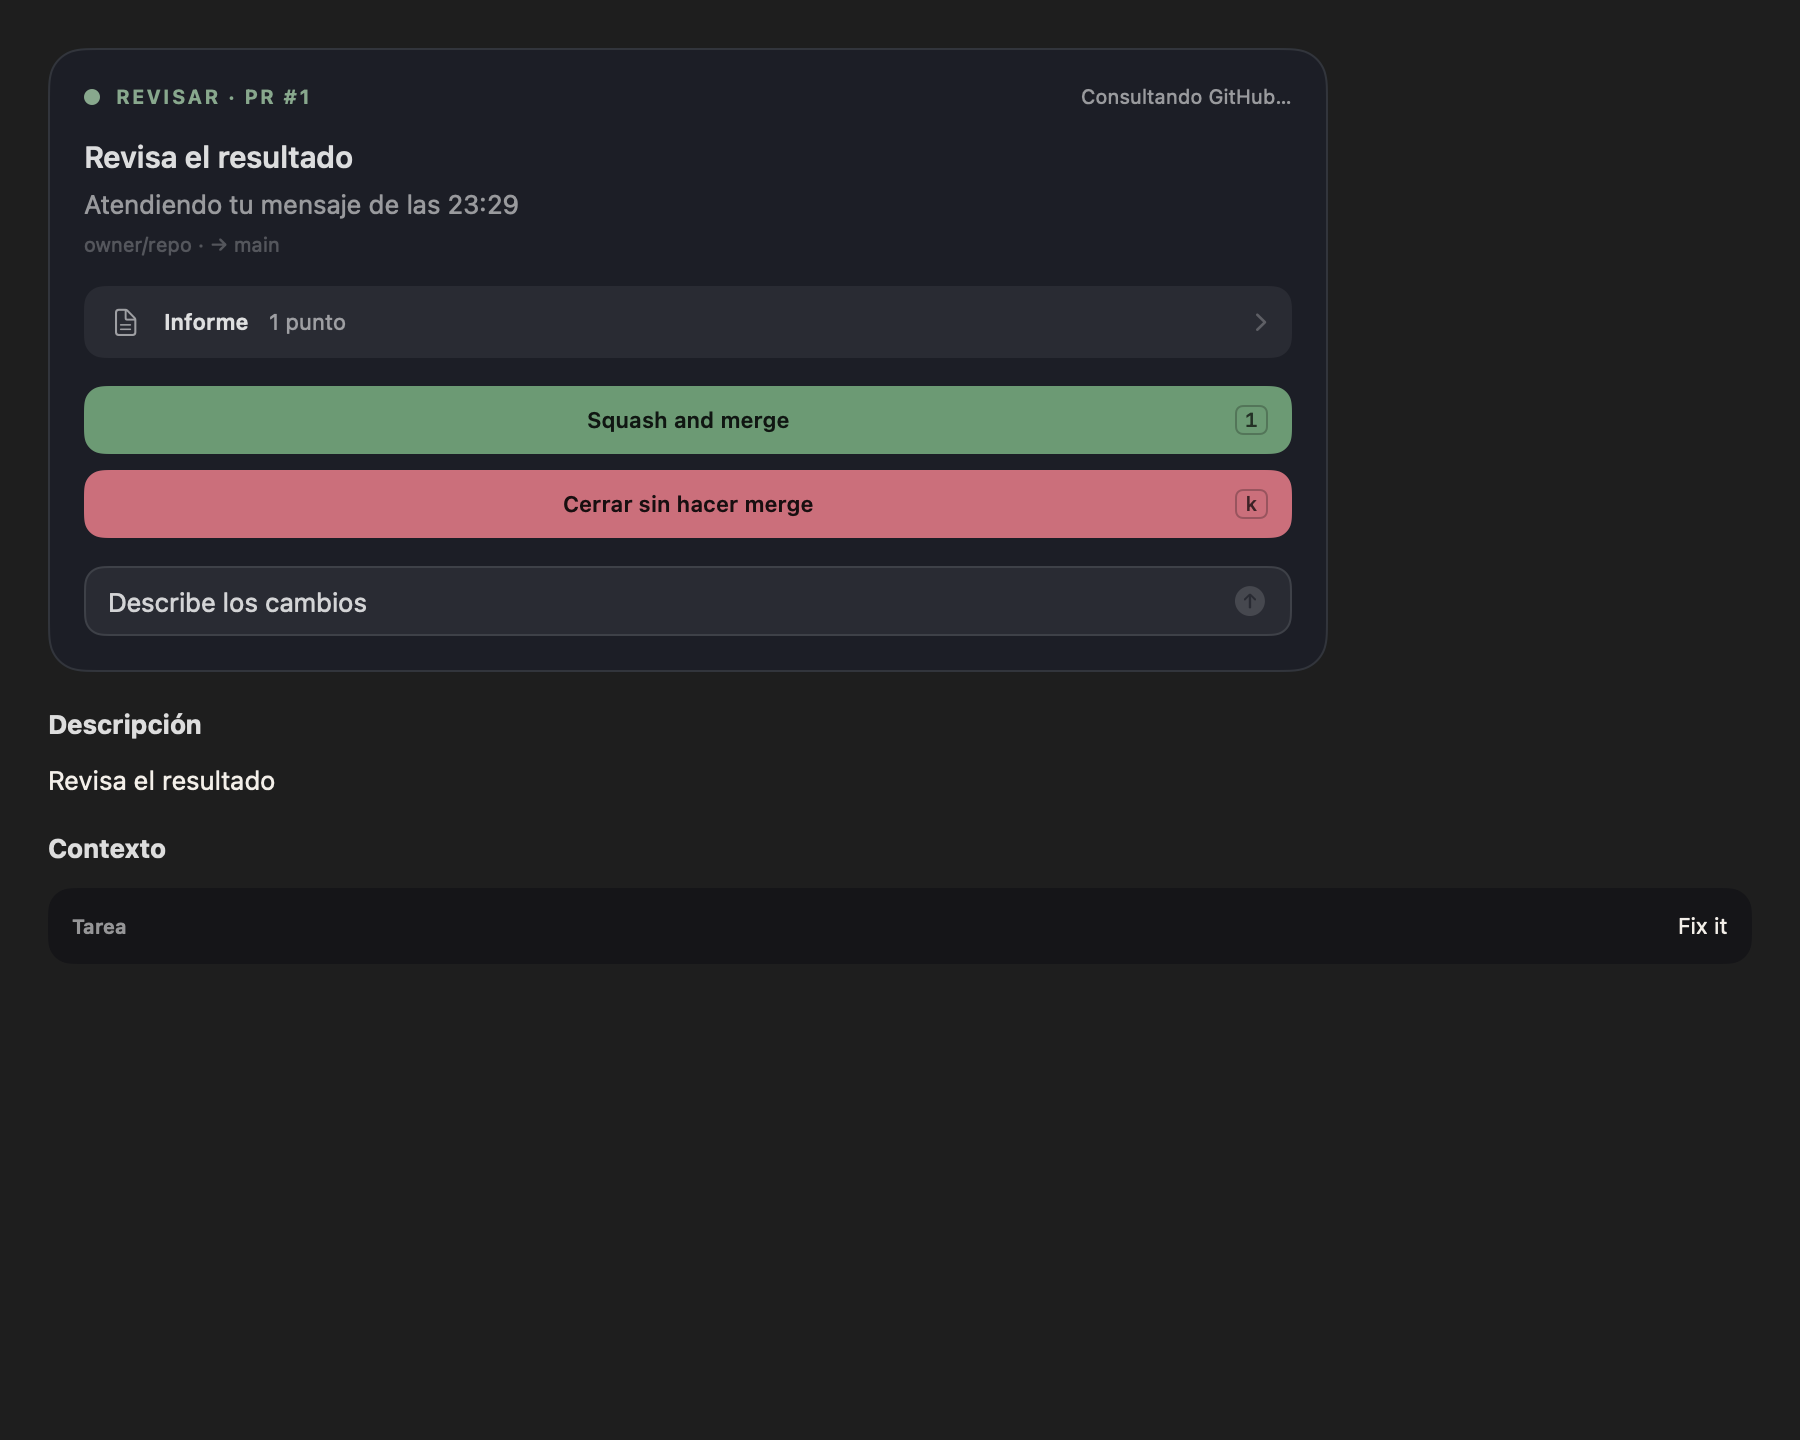 REVISAR · PR #1
Consultando GitHub...
Revisa el resultado
Atendiendo tu mensaje de las 23:29
owner/repo · → main
Informe 1 punto
Squash and merge 1
Cerrar sin hacer merge k
Describe los cambios
Descripción
Revisa el resultado
Contexto
Tarea Fix it